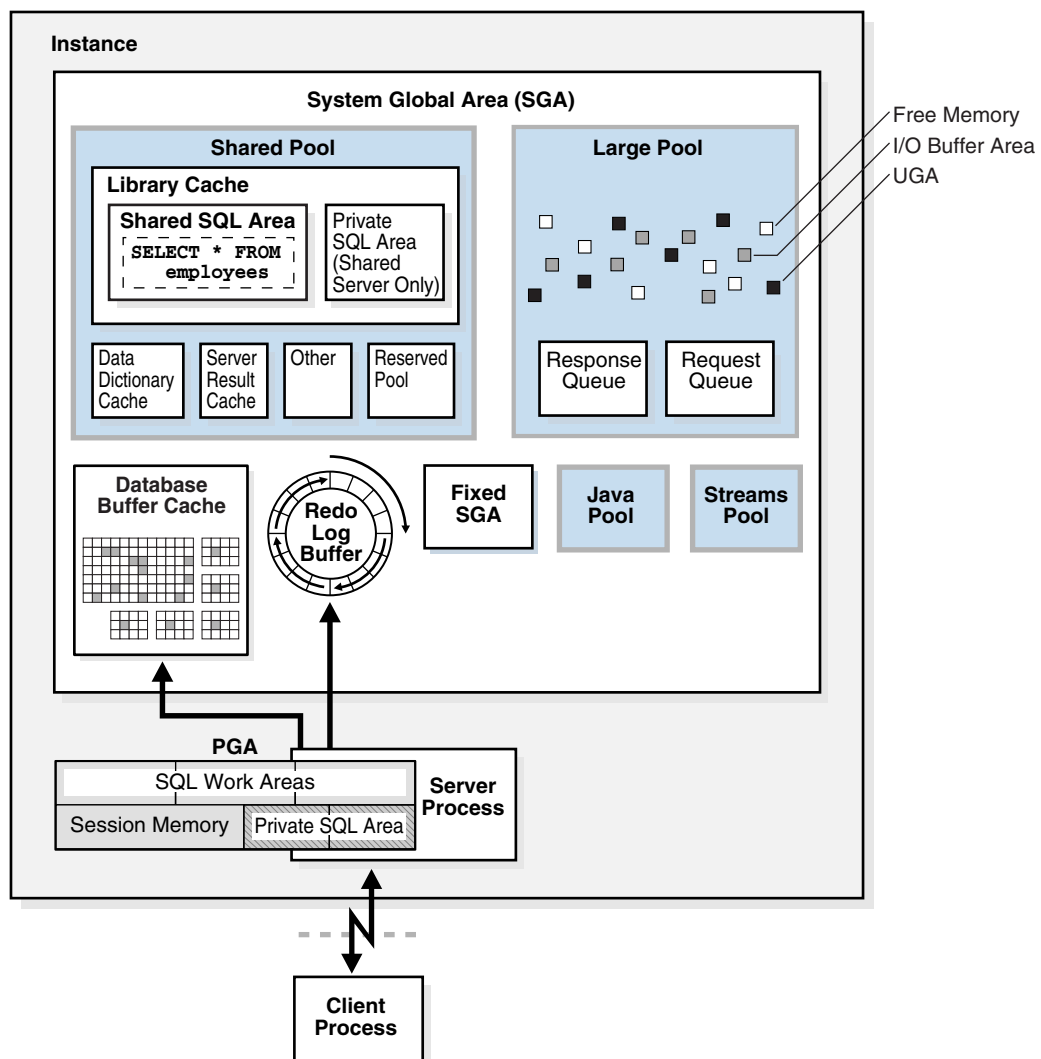 Instance
System Global Area (SGA)
Shared Pool
Library Cache
Shared SQL Area
SELECT * FROM
employees
Private
SQL Area
(Shared
Server Only)
Data
Dictionary
Cache
Server
Result
Cache
Other
Reserved
Pool
Large Pool
Response
Queue
Request
Queue
Free Memory
I/O Buffer Area
UGA
Database
Buffer Cache
Redo
Log
Buffer
Fixed
SGA
Java
Pool
Streams
Pool
PGA
SQL Work Areas
Session Memory
Private SQL Area
Server
Process
Client
Process